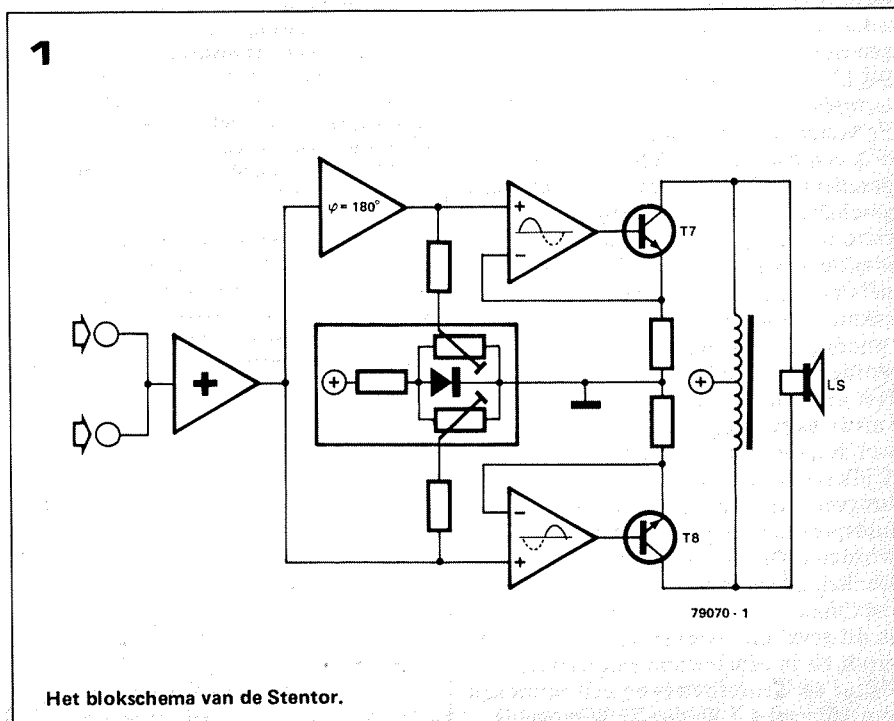 1
φ = 180°
+
−
T7
+
+
+
LS
−
+
T8
79070 - 1
Het blokschema van de Stentor.